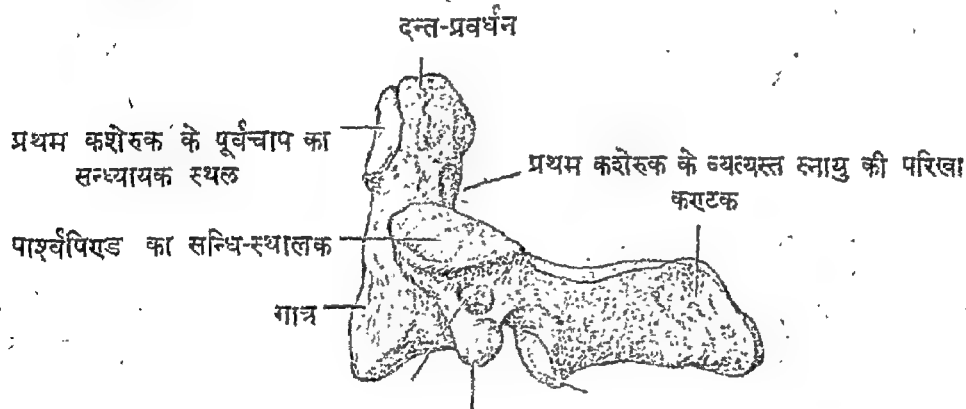 दन्त-प्रवर्धन
प्रथम कशेरुक के पूर्वचाप का
सन्ध्यायक स्थल
प्रथम कशेरुक के व्यत्यस्त स्नायु की परिखा
कण्टक
पार्श्वपिण्ड का सन्धि-स्थालक
गात्र